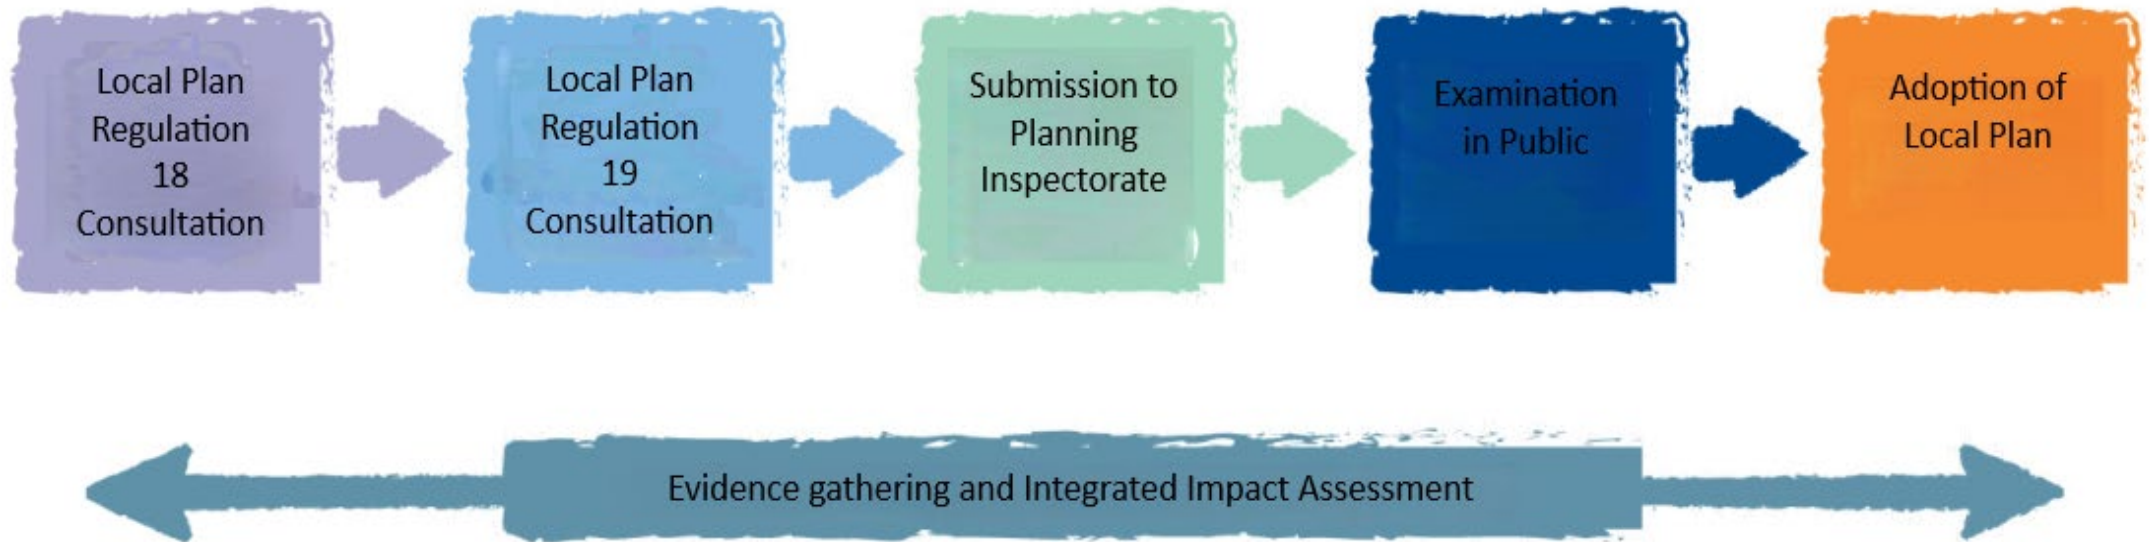 Local Plan
Regulation
18
Consultation
Local Plan
Regulation
19
Consultation
Submission to
Planning
Inspectorate
Examination
in Public
Adoption of
Local Plan
Evidence gathering and Integrated Impact Assessment